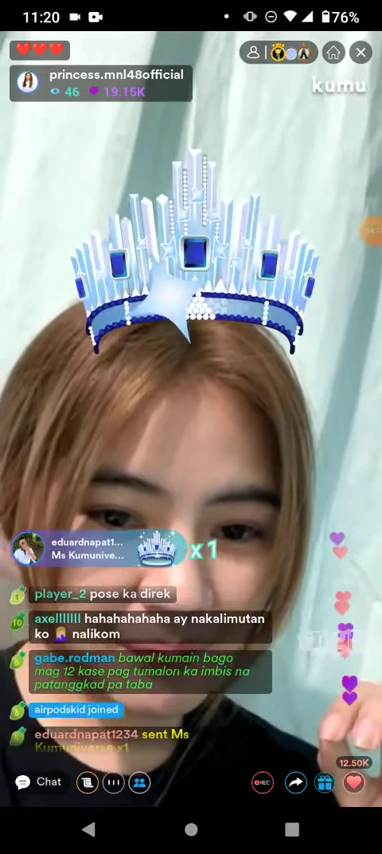 11:20
76%
princess.mnl48official
46 19.15K
kumu
eduardnapat1...
Ms Kumunive...
x1
player_2 pose ka direk
axelllllll hahahahahaha ay nakalimutan
ko 🤦‍♀️ nalikom
gabe.rodman bawal kumain bago
mag 12 kase pag tumalon ka imbis na
patanggkad pa taba
airpodskid joined
eduardnapat1234 sent Ms
Kumuniverse x1
12.50K
Chat
REC